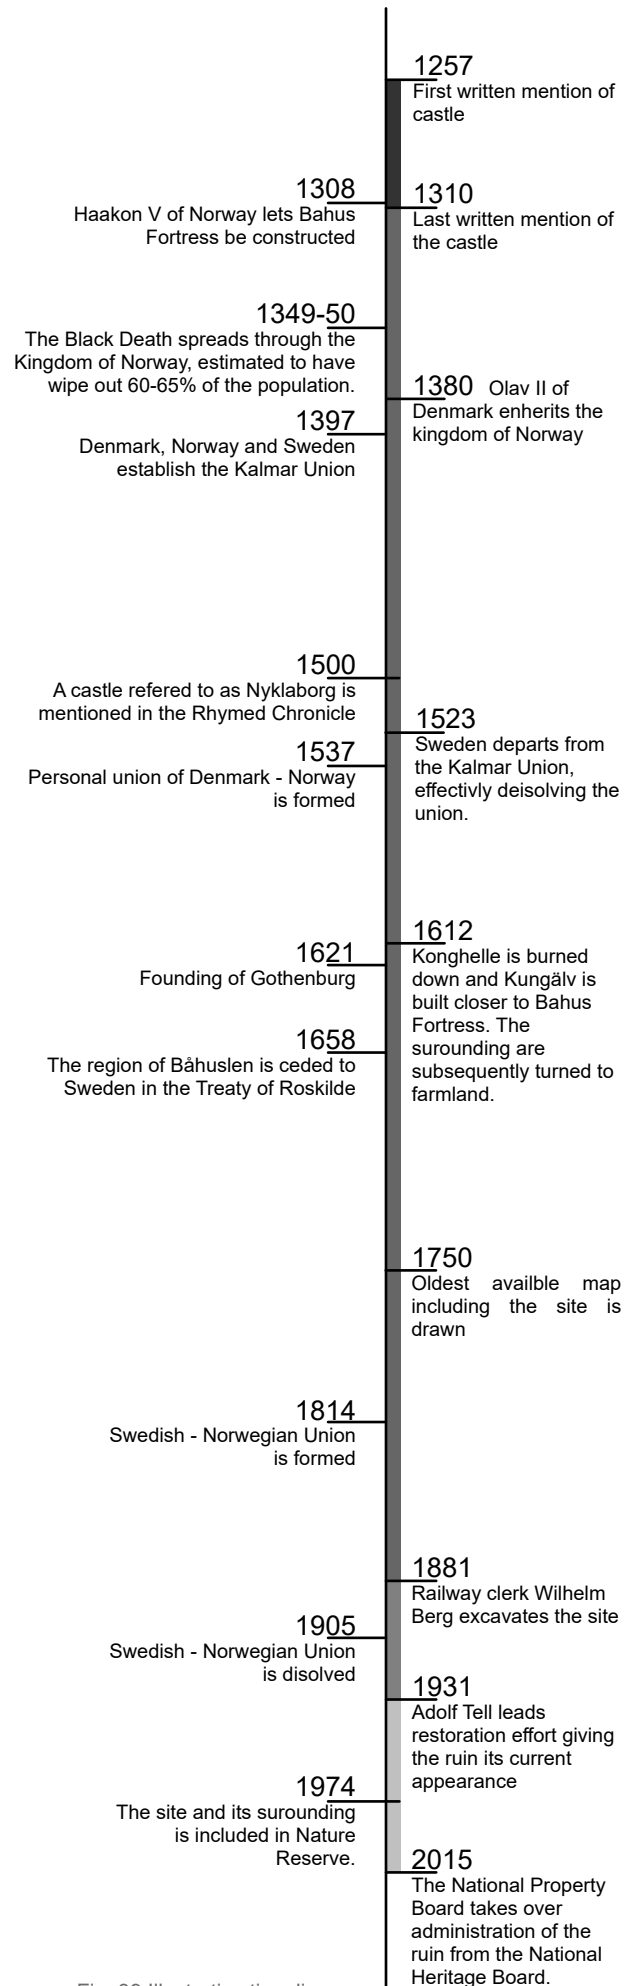 1257
First written mention of
castle
1308
Haakon V of Norway lets Bahus
Fortress be constructed
1310
Last written mention of
the castle
1349-50
The Black Death spreads through the
Kingdom of Norway, estimated to have
wipe out 60-65% of the population.
1380 Olav II of
Denmark enherits the
kingdom of Norway
1397
Denmark, Norway and Sweden
establish the Kalmar Union
1500
A castle refered to as Nyklaborg is
mentioned in the Rhymed Chronicle
1523
Sweden departs from
the Kalmar Union,
effectivly deisolving the
union.
1537
Personal union of Denmark - Norway
is formed
1612
Konghelle is burned
down and Kungälv is
built closer to Bahus
Fortress. The
surounding are
subsequently turned to
farmland.
1621
Founding of Gothenburg
1658
The region of Båhuslen is ceded to
Sweden in the Treaty of Roskilde
1750
Oldest availble map
including the site is
drawn
1814
Swedish - Norwegian Union
is formed
1881
Railway clerk Wilhelm
Berg excavates the site
1905
Swedish - Norwegian Union
is disolved
1931
Adolf Tell leads
restoration effort giving
the ruin its current
appearance
1974
The site and its surounding
is included in Nature
Reserve.
2015
The National Property
Board takes over
administration of the
ruin from the National
Heritage Board.